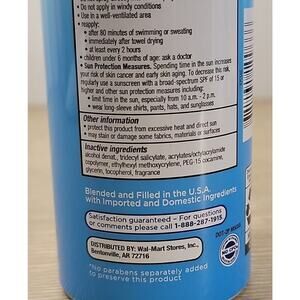 • Do not apply in windy conditions
• Use in a well-ventilated area
• reapply:
• after 80 minutes of swimming or sweating
• immediately after towel drying
• at least every 2 hours
• children under 6 months of age: ask a doctor
• Sun Protection Measures. Spending time in the sun increases
your risk of skin cancer and early skin aging. To decrease this risk,
regularly use a sunscreen with a broad-spectrum SPF of 15 or
higher and other sun protection measures including:
• limit time in the sun, especially from 10 a.m. - 2 p.m.
• wear long-sleeve shirts, pants, hats, and sunglasses
Other information
• protect this product from excessive heat and direct sun
• may stain or damage some fabrics, materials or surfaces
Inactive ingredients
alcohol denat., tridecyl salicylate, acrylates/octylacrylamide
copolymer, ethylhexyl methoxycrylene, PEG-15 cocamine,
glycerin, tocopherol, fragrance
Blended and Filled in the U.S.A.
with Imported and Domestic Ingredients
Satisfaction guaranteed – For questions
or comments please call 1-888-287-1915
DISTRIBUTED BY: Wal-Mart Stores, Inc.,
Bentonville, AR 72716
*No parabens separately added
to preserve this product